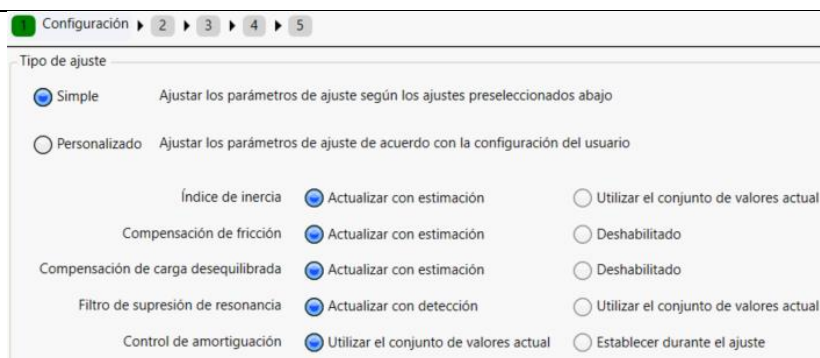 1 Configuración 2 3 4 5
Tipo de ajuste
Simple Ajustar los parámetros de ajuste según los ajustes preseleccionados abajo
Personalizado Ajustar los parámetros de ajuste de acuerdo con la configuración del usuario
Índice de inercia Actualizar con estimación Utilizar el conjunto de valores actual
Compensación de fricción Actualizar con estimación Deshabilitado
Compensación de carga desequilibrada Actualizar con estimación Deshabilitado
Filtro de supresión de resonancia Actualizar con detección Utilizar el conjunto de valores actual
Control de amortiguación Utilizar el conjunto de valores actual Establecer durante el ajuste